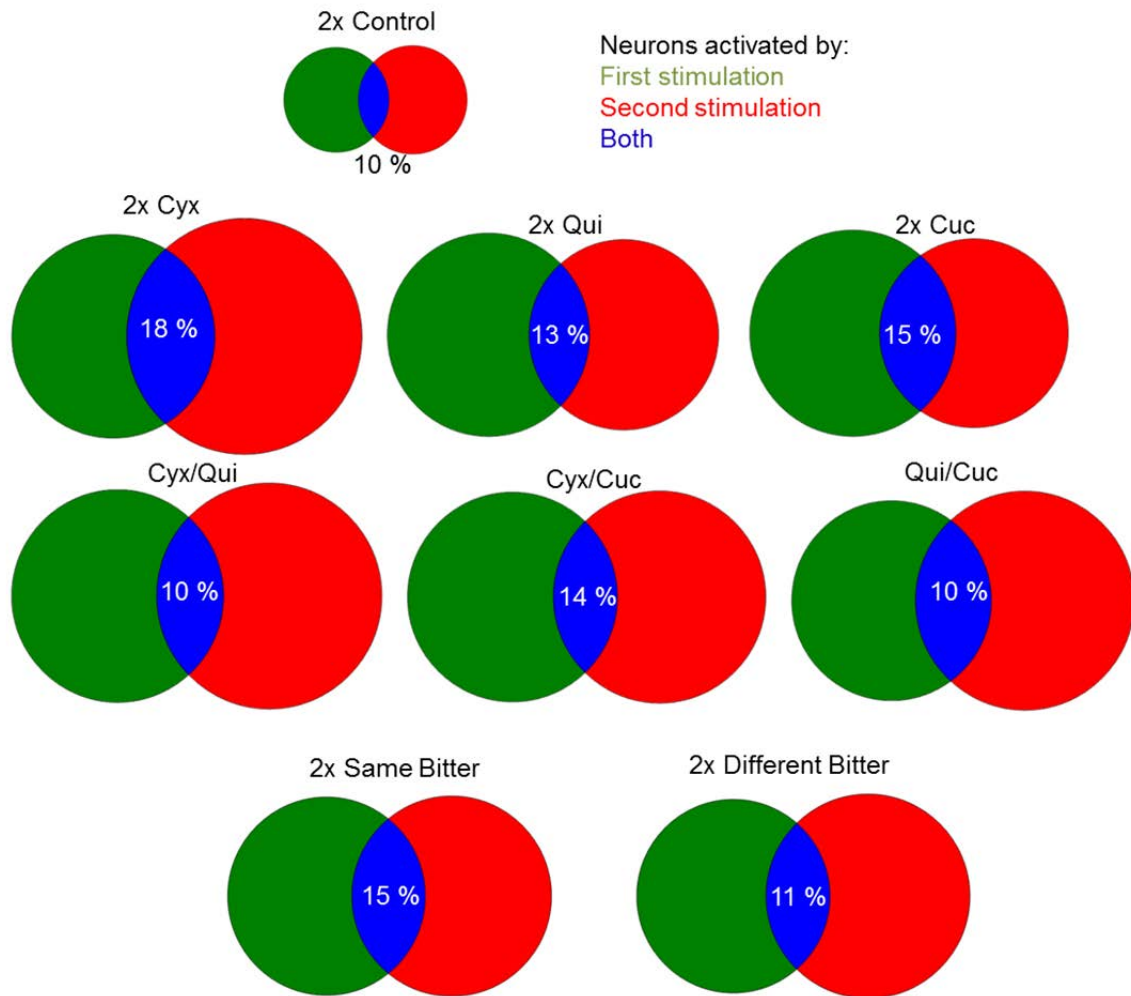 2x Control
10 %
Neurons activated by:
First stimulation
Second stimulation
Both
2x Cyx
18 %
2x Qui
13 %
2x Cuc
15 %
Cyx/Qui
10 %
Cyx/Cuc
14 %
Qui/Cuc
10 %
2x Same Bitter
15 %
2x Different Bitter
11 %